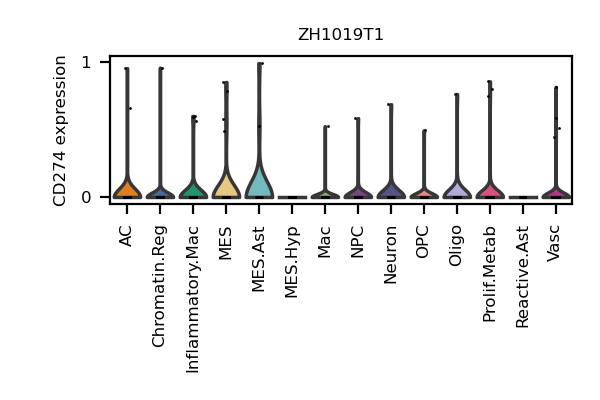 ZH1019T1
CD274 expression
1
0
AC
Chromatin.Reg
Inflammatory.Mac
MES
MES.Ast
MES.Hyp
Mac
NPC
Neuron
OPC
Oligo
Prolif.Metab
Reactive.Ast
Vasc